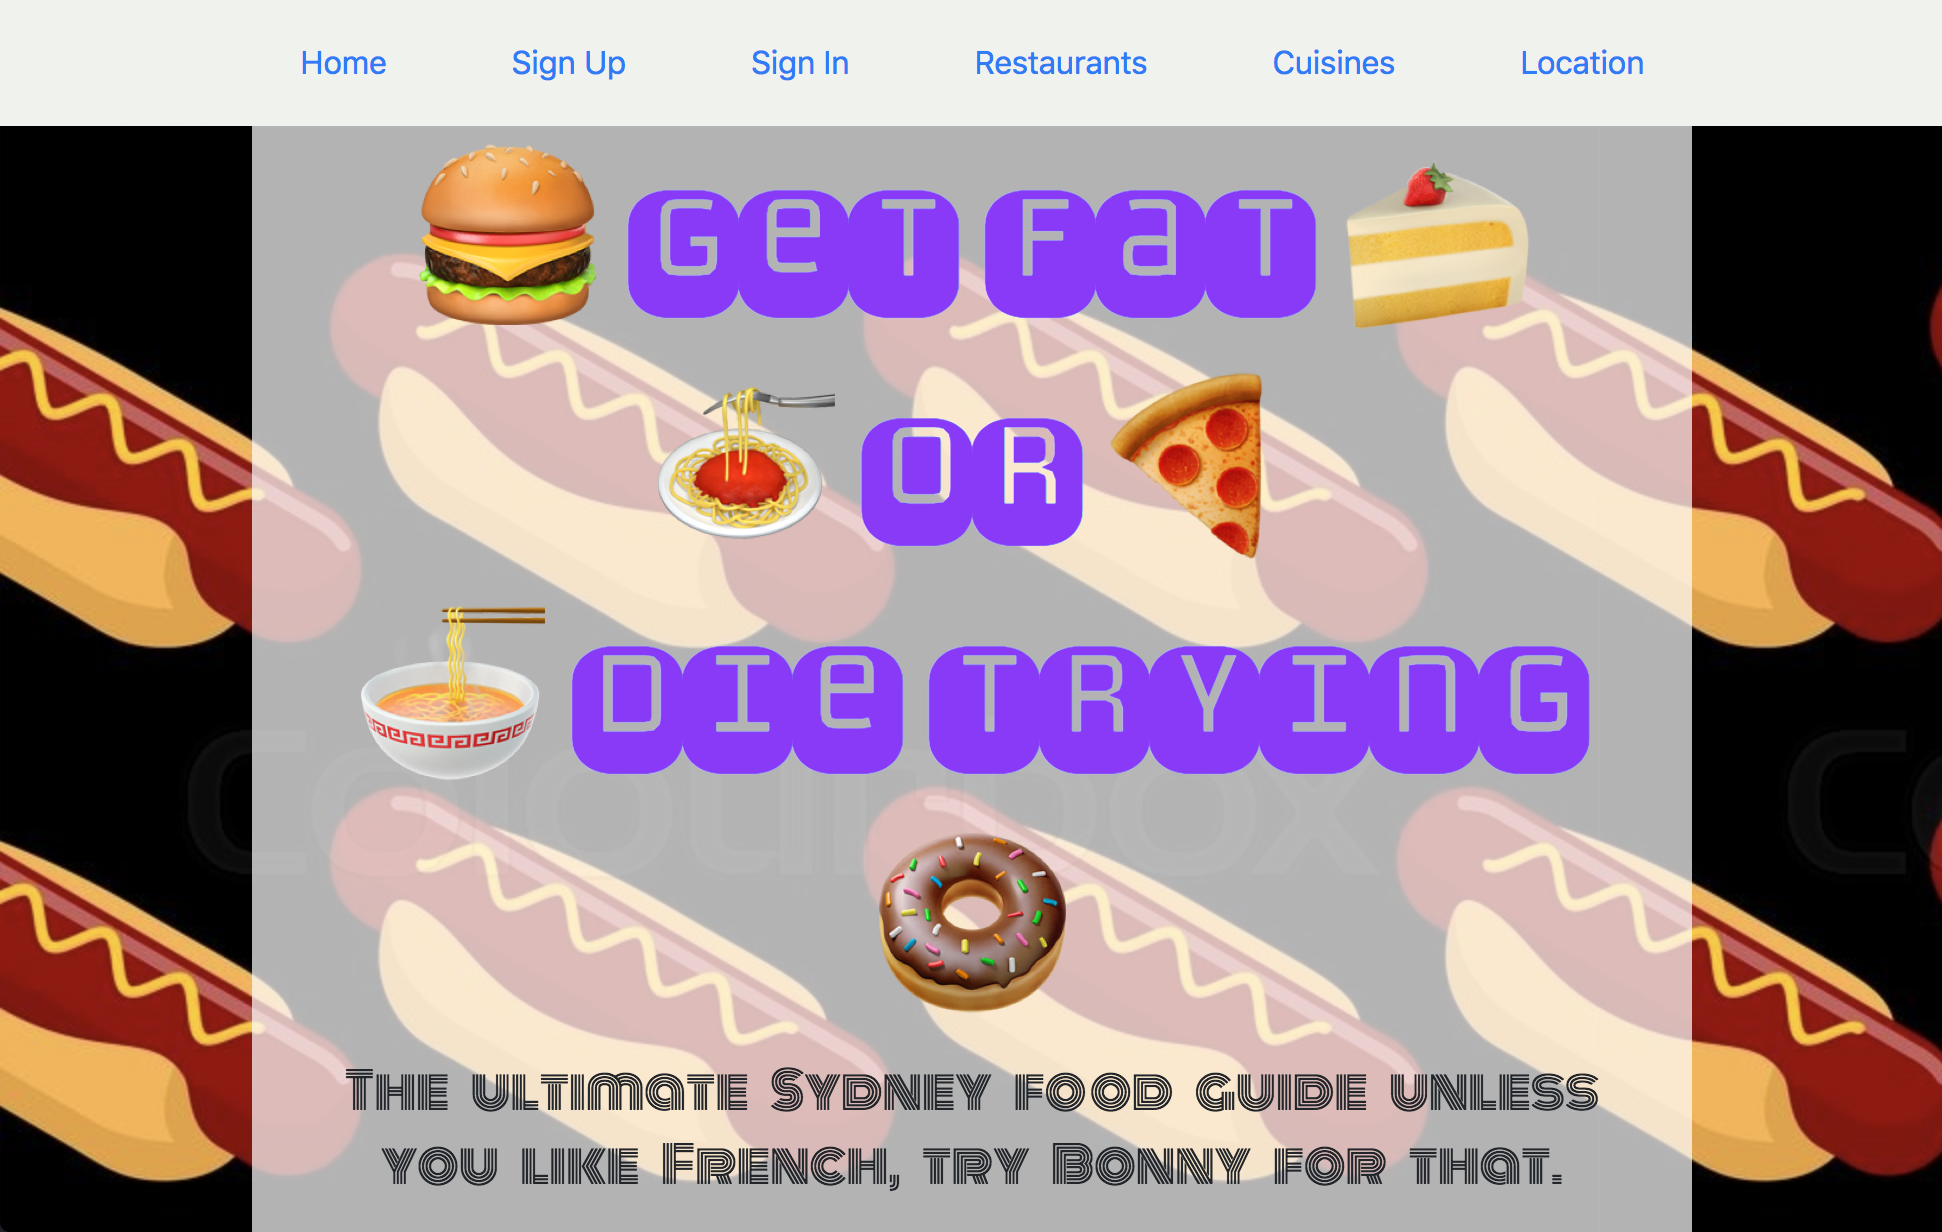 Home Sign Up Sign In Restaurants Cuisines Location
GeT FaT
OR
DIe TRYInG
The ultimate Sydney food guide unless
you like French, try Bonny for that.
colourbox